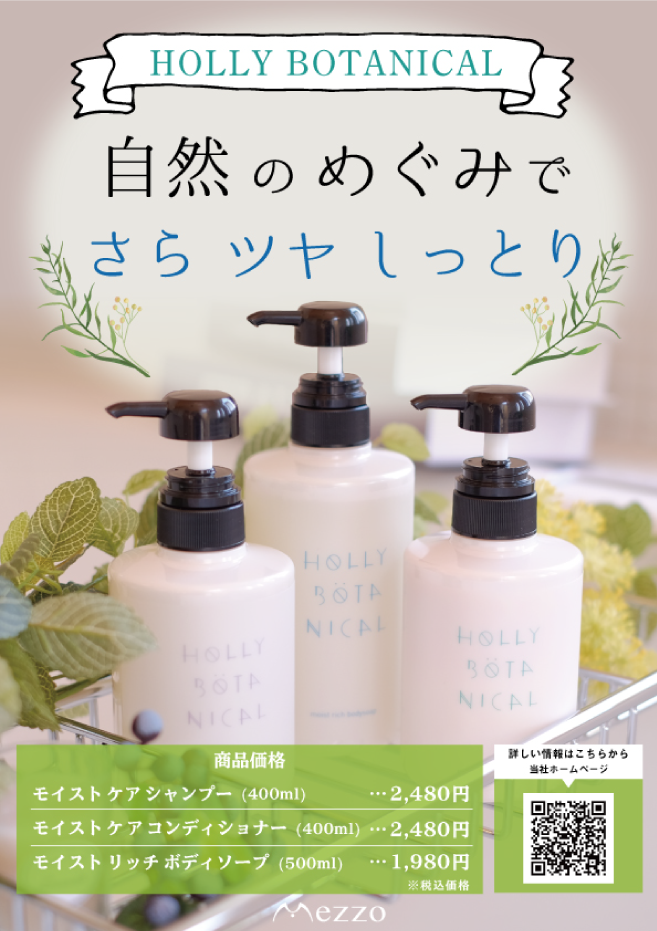 HOLLY BOTANICAL
自然のめぐみで
さら ツヤ しっとり
HOLLY
BÖTA
NICAL
HOLLY
BÖTA
NICAL
HOLLY
BÖTA
NICAL
商品価格
モイスト ケア シャンプー (400ml) …2,480円
モイスト ケア コンディショナー (400ml) …2,480円
モイスト リッチ ボディソープ (500ml) …1,980円
※税込価格
詳しい情報はこちらから
当社ホームページ
Mezzo